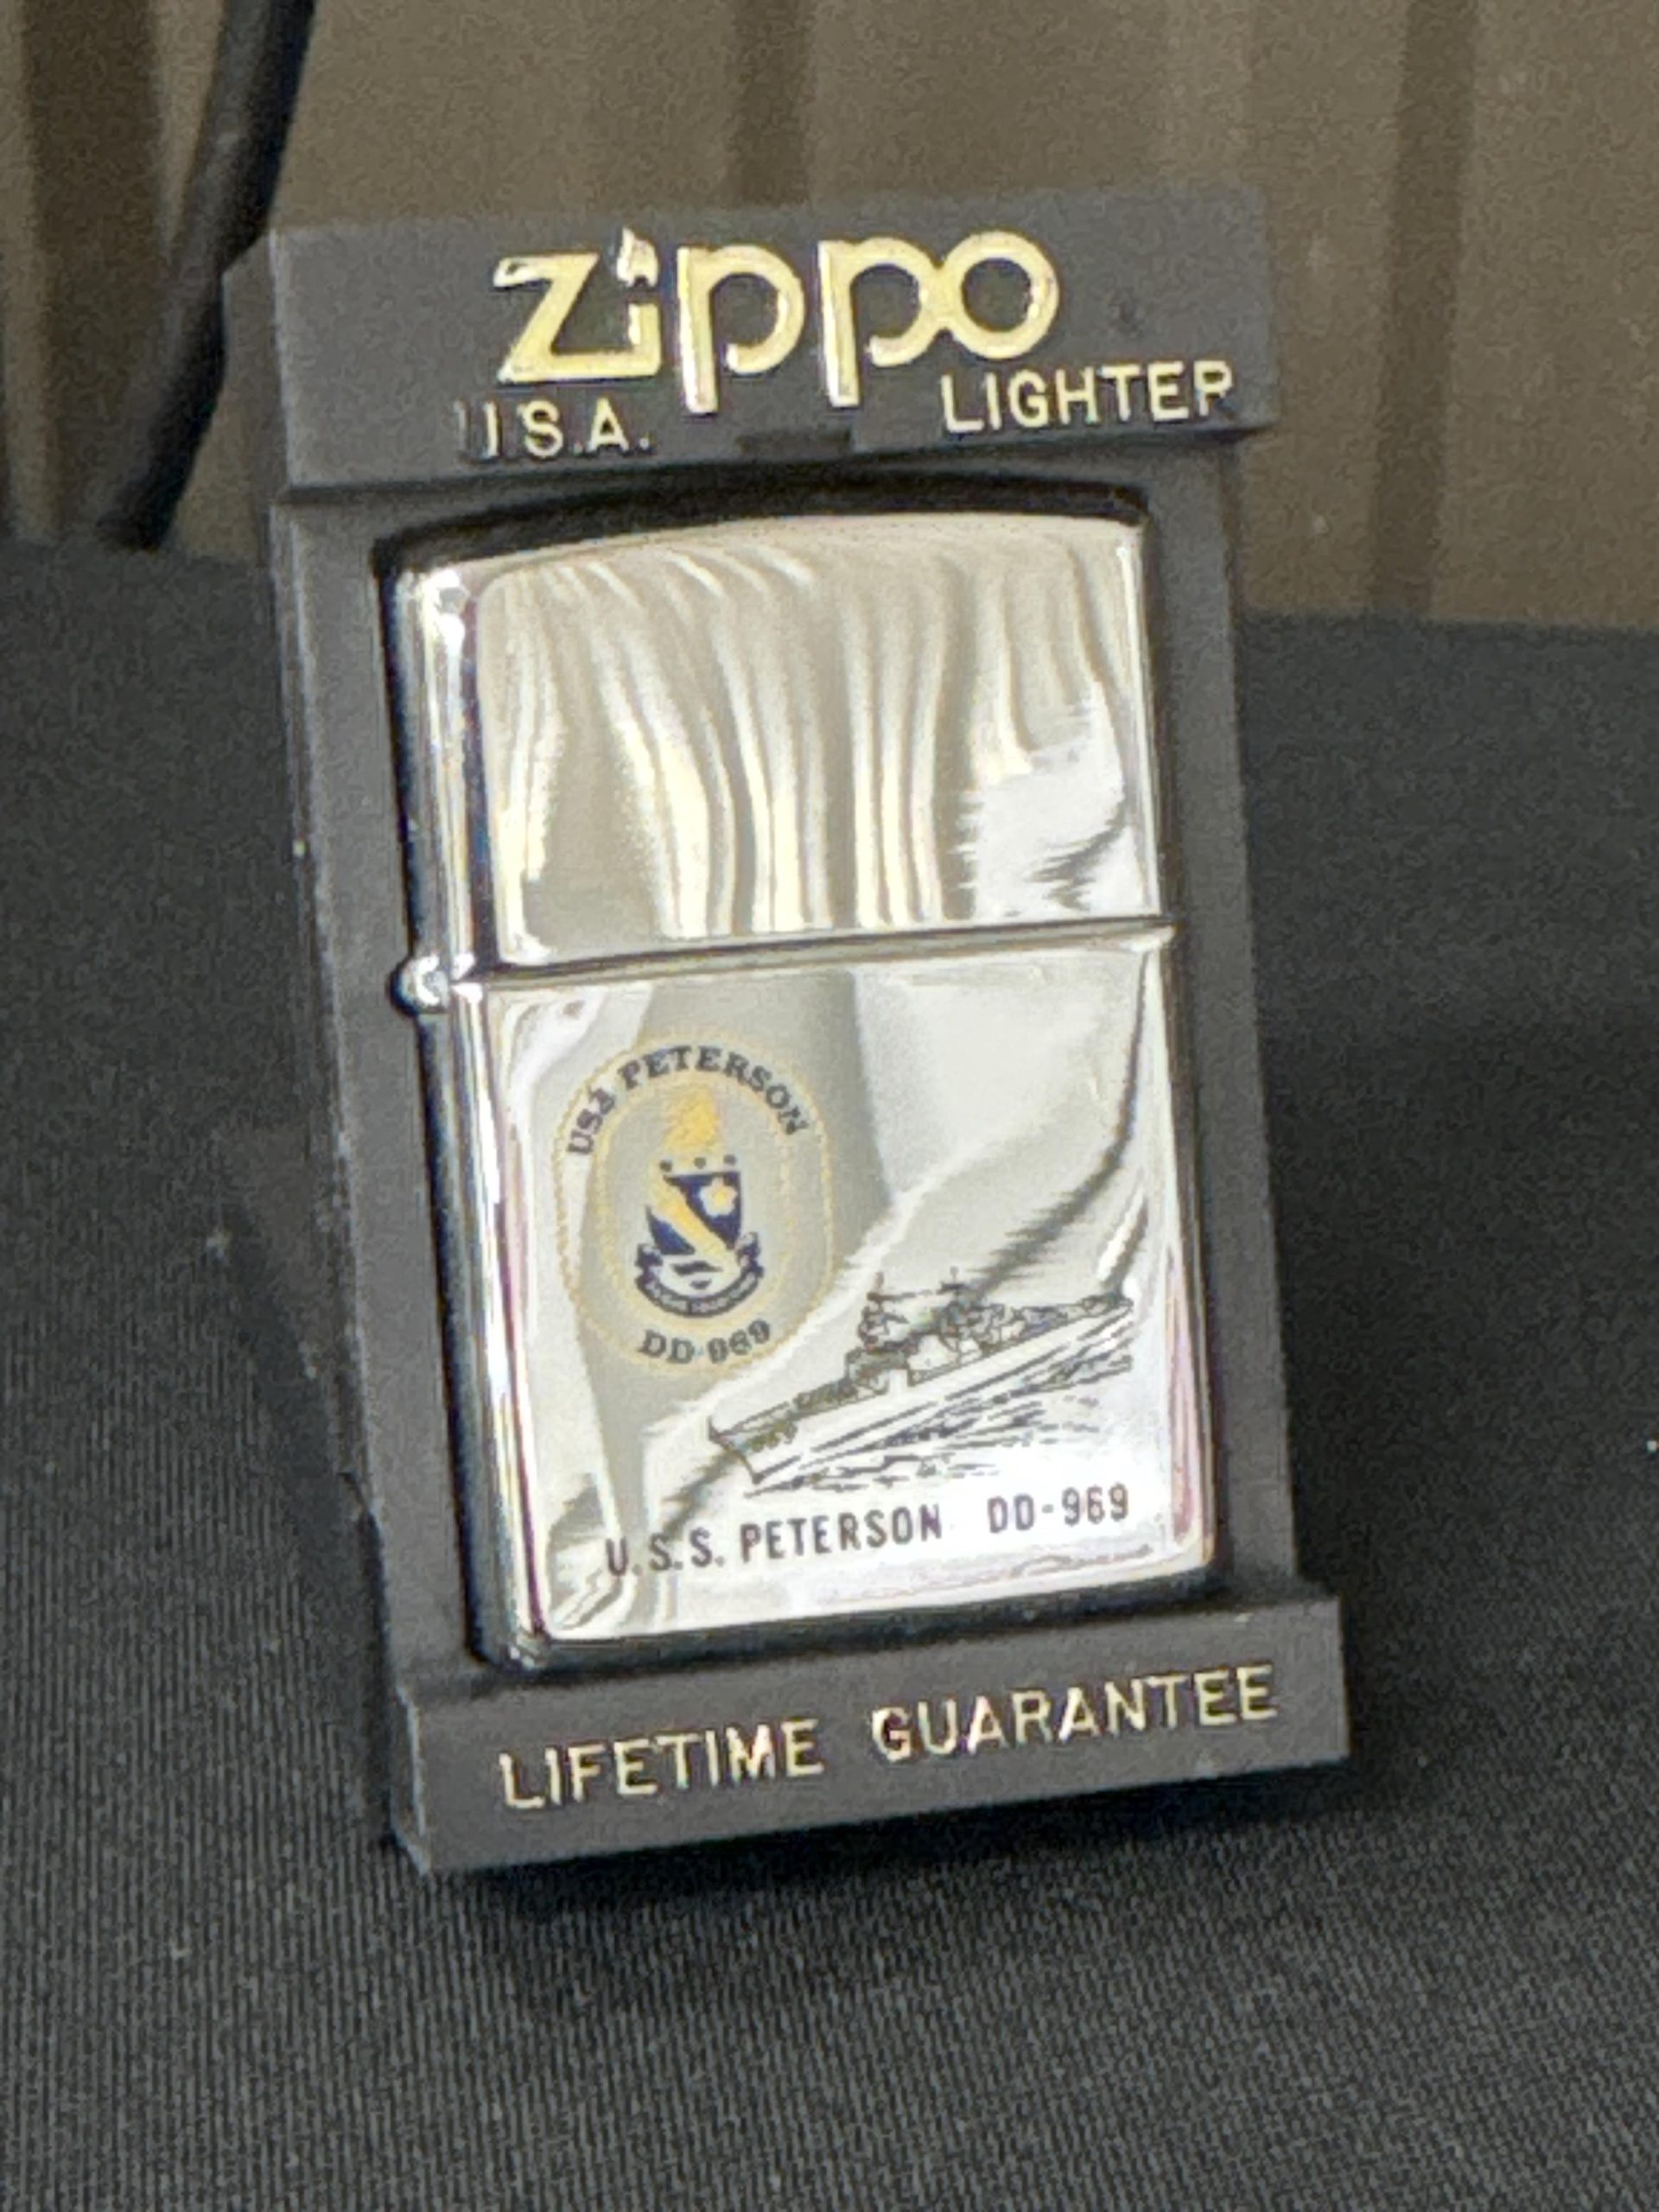 zippo
U.S.A. LIGHTER
USS PETERSON
DD-969
U.S.S. PETERSON DD-969
LIFETIME GUARANTEE